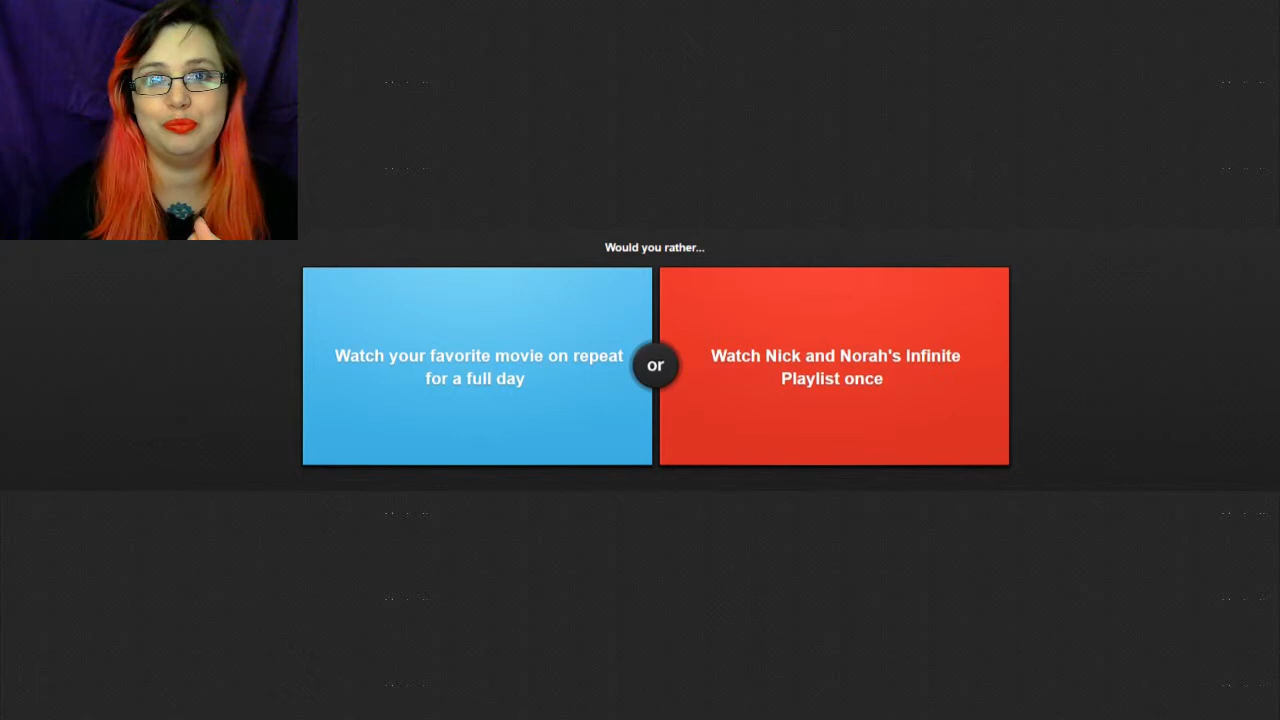 Would you rather...
Watch your favorite movie on repeat
for a full day
or
Watch Nick and Norah's Infinite
Playlist once